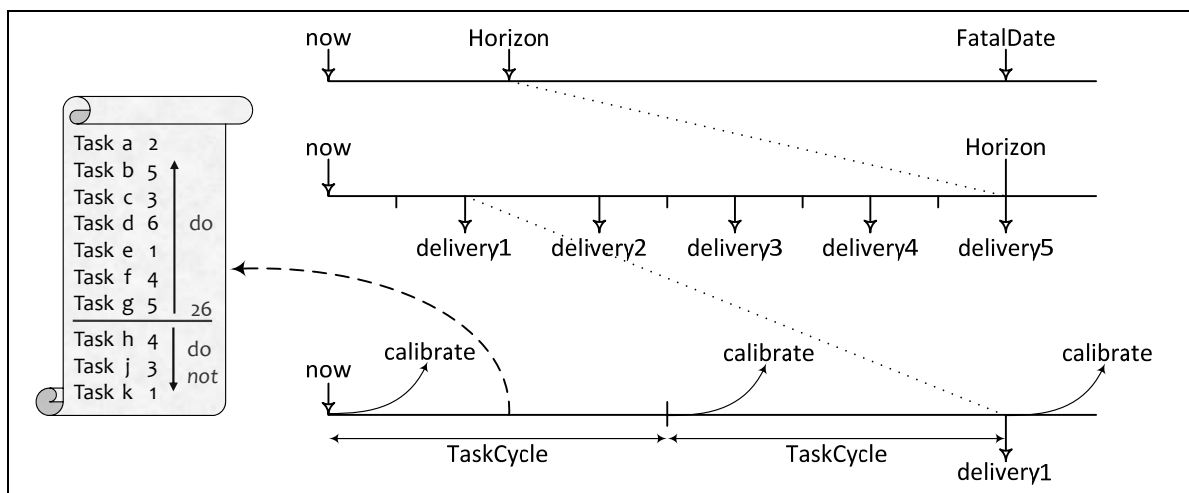 now Horizon FatalDate
now Horizon
delivery1 delivery2 delivery3 delivery4 delivery5
Task a 2
Task b 5
Task c 3
Task d 6 do
Task e 1
Task f 4
Task g 5 26
Task h 4 do
Task j 3 not
Task k 1
now calibrate calibrate calibrate
TaskCycle TaskCycle
delivery1